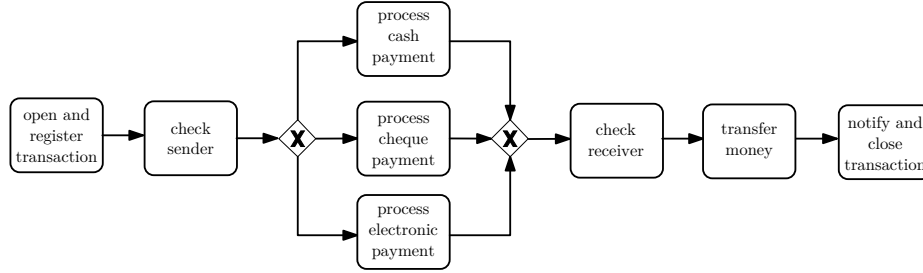 open and
register
transaction
check
sender
X
process
cash
payment
process
cheque
payment
process
electronic
payment
X
check
receiver
transfer
money
notify and
close
transaction